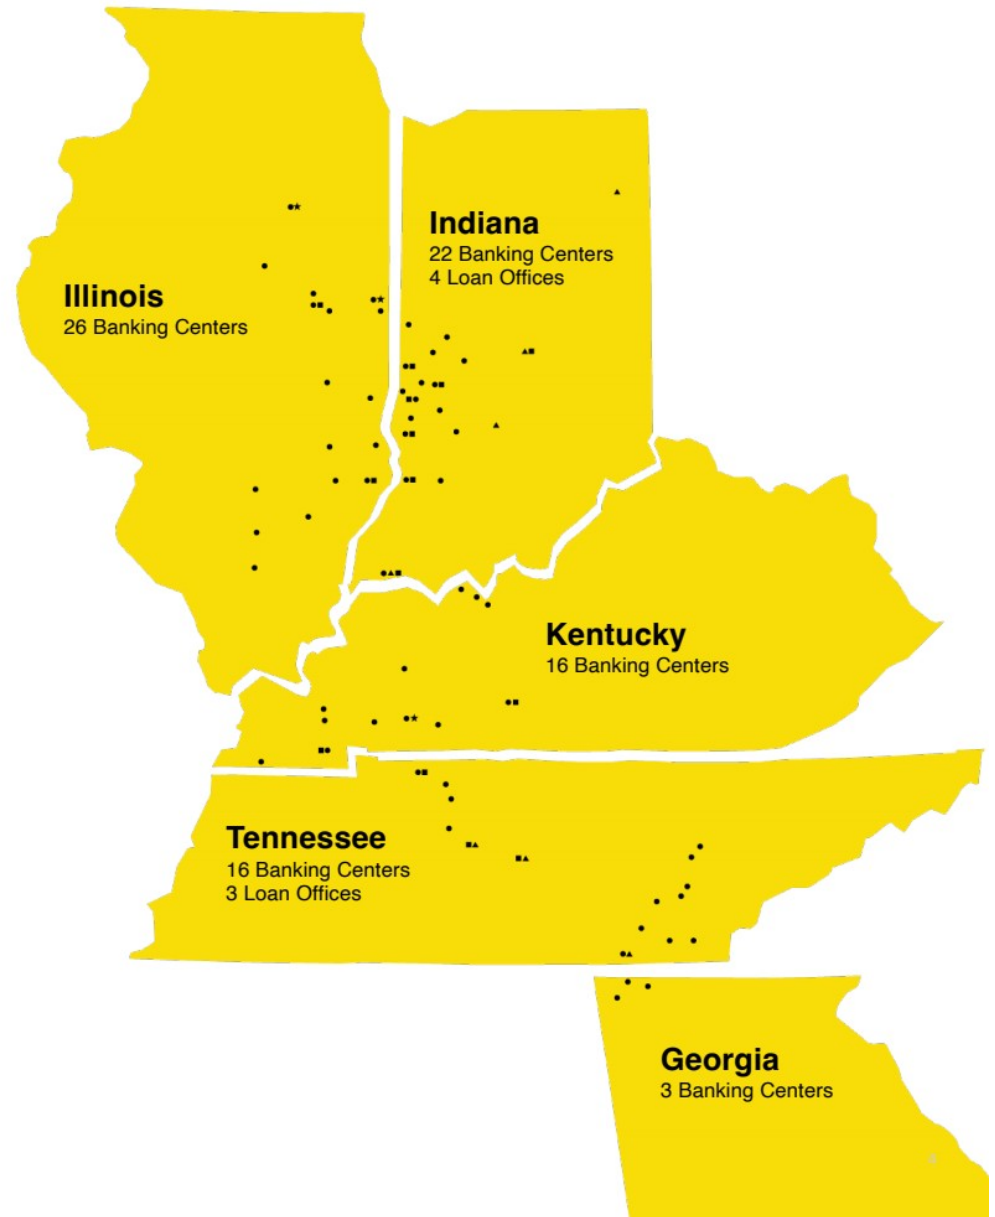 Indiana
22 Banking Centers
4 Loan Offices
Illinois
26 Banking Centers
Kentucky
16 Banking Centers
Tennessee
16 Banking Centers
3 Loan Offices
Georgia
3 Banking Centers